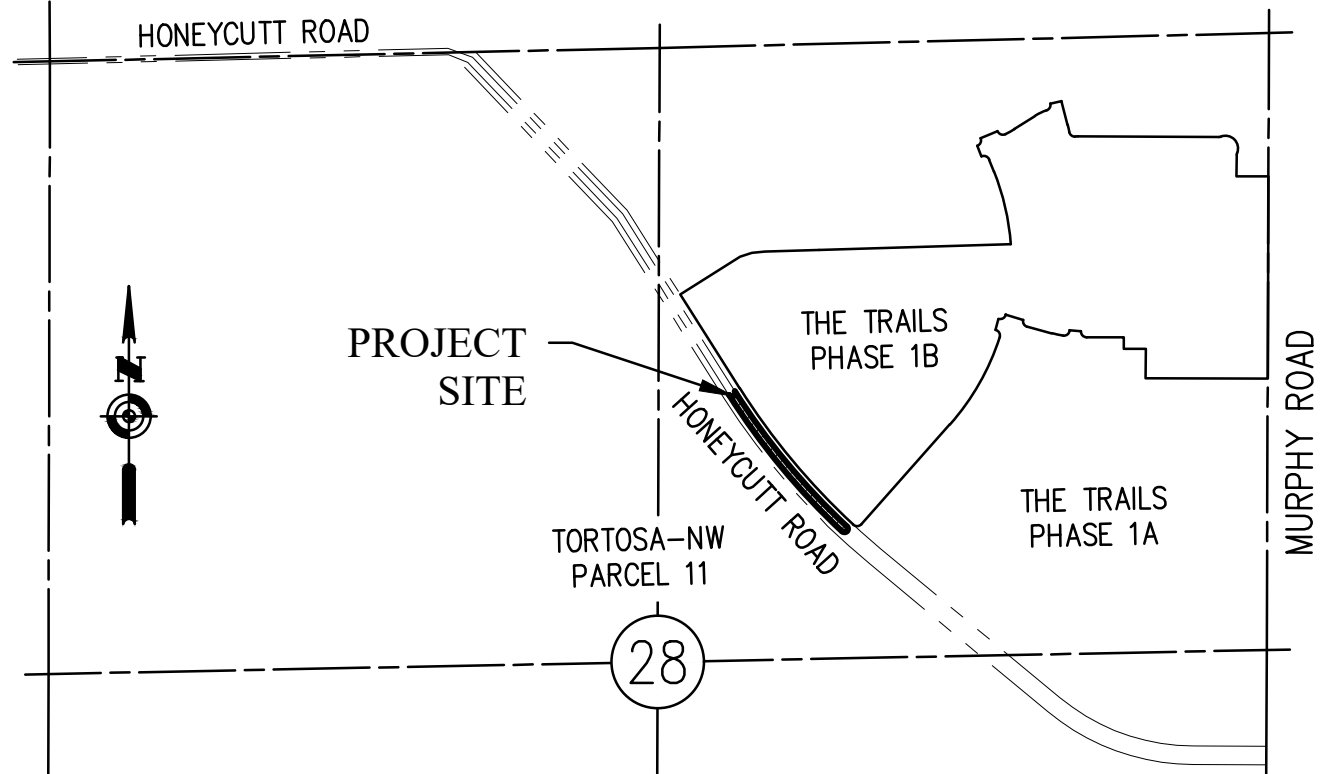 HONEYCUTT ROAD
N
PROJECT
SITE
THE TRAILS
PHASE 1B
HONEYCUTT ROAD
MURPHY ROAD
THE TRAILS
PHASE 1A
TORTOSA-NW
PARCEL 11
28